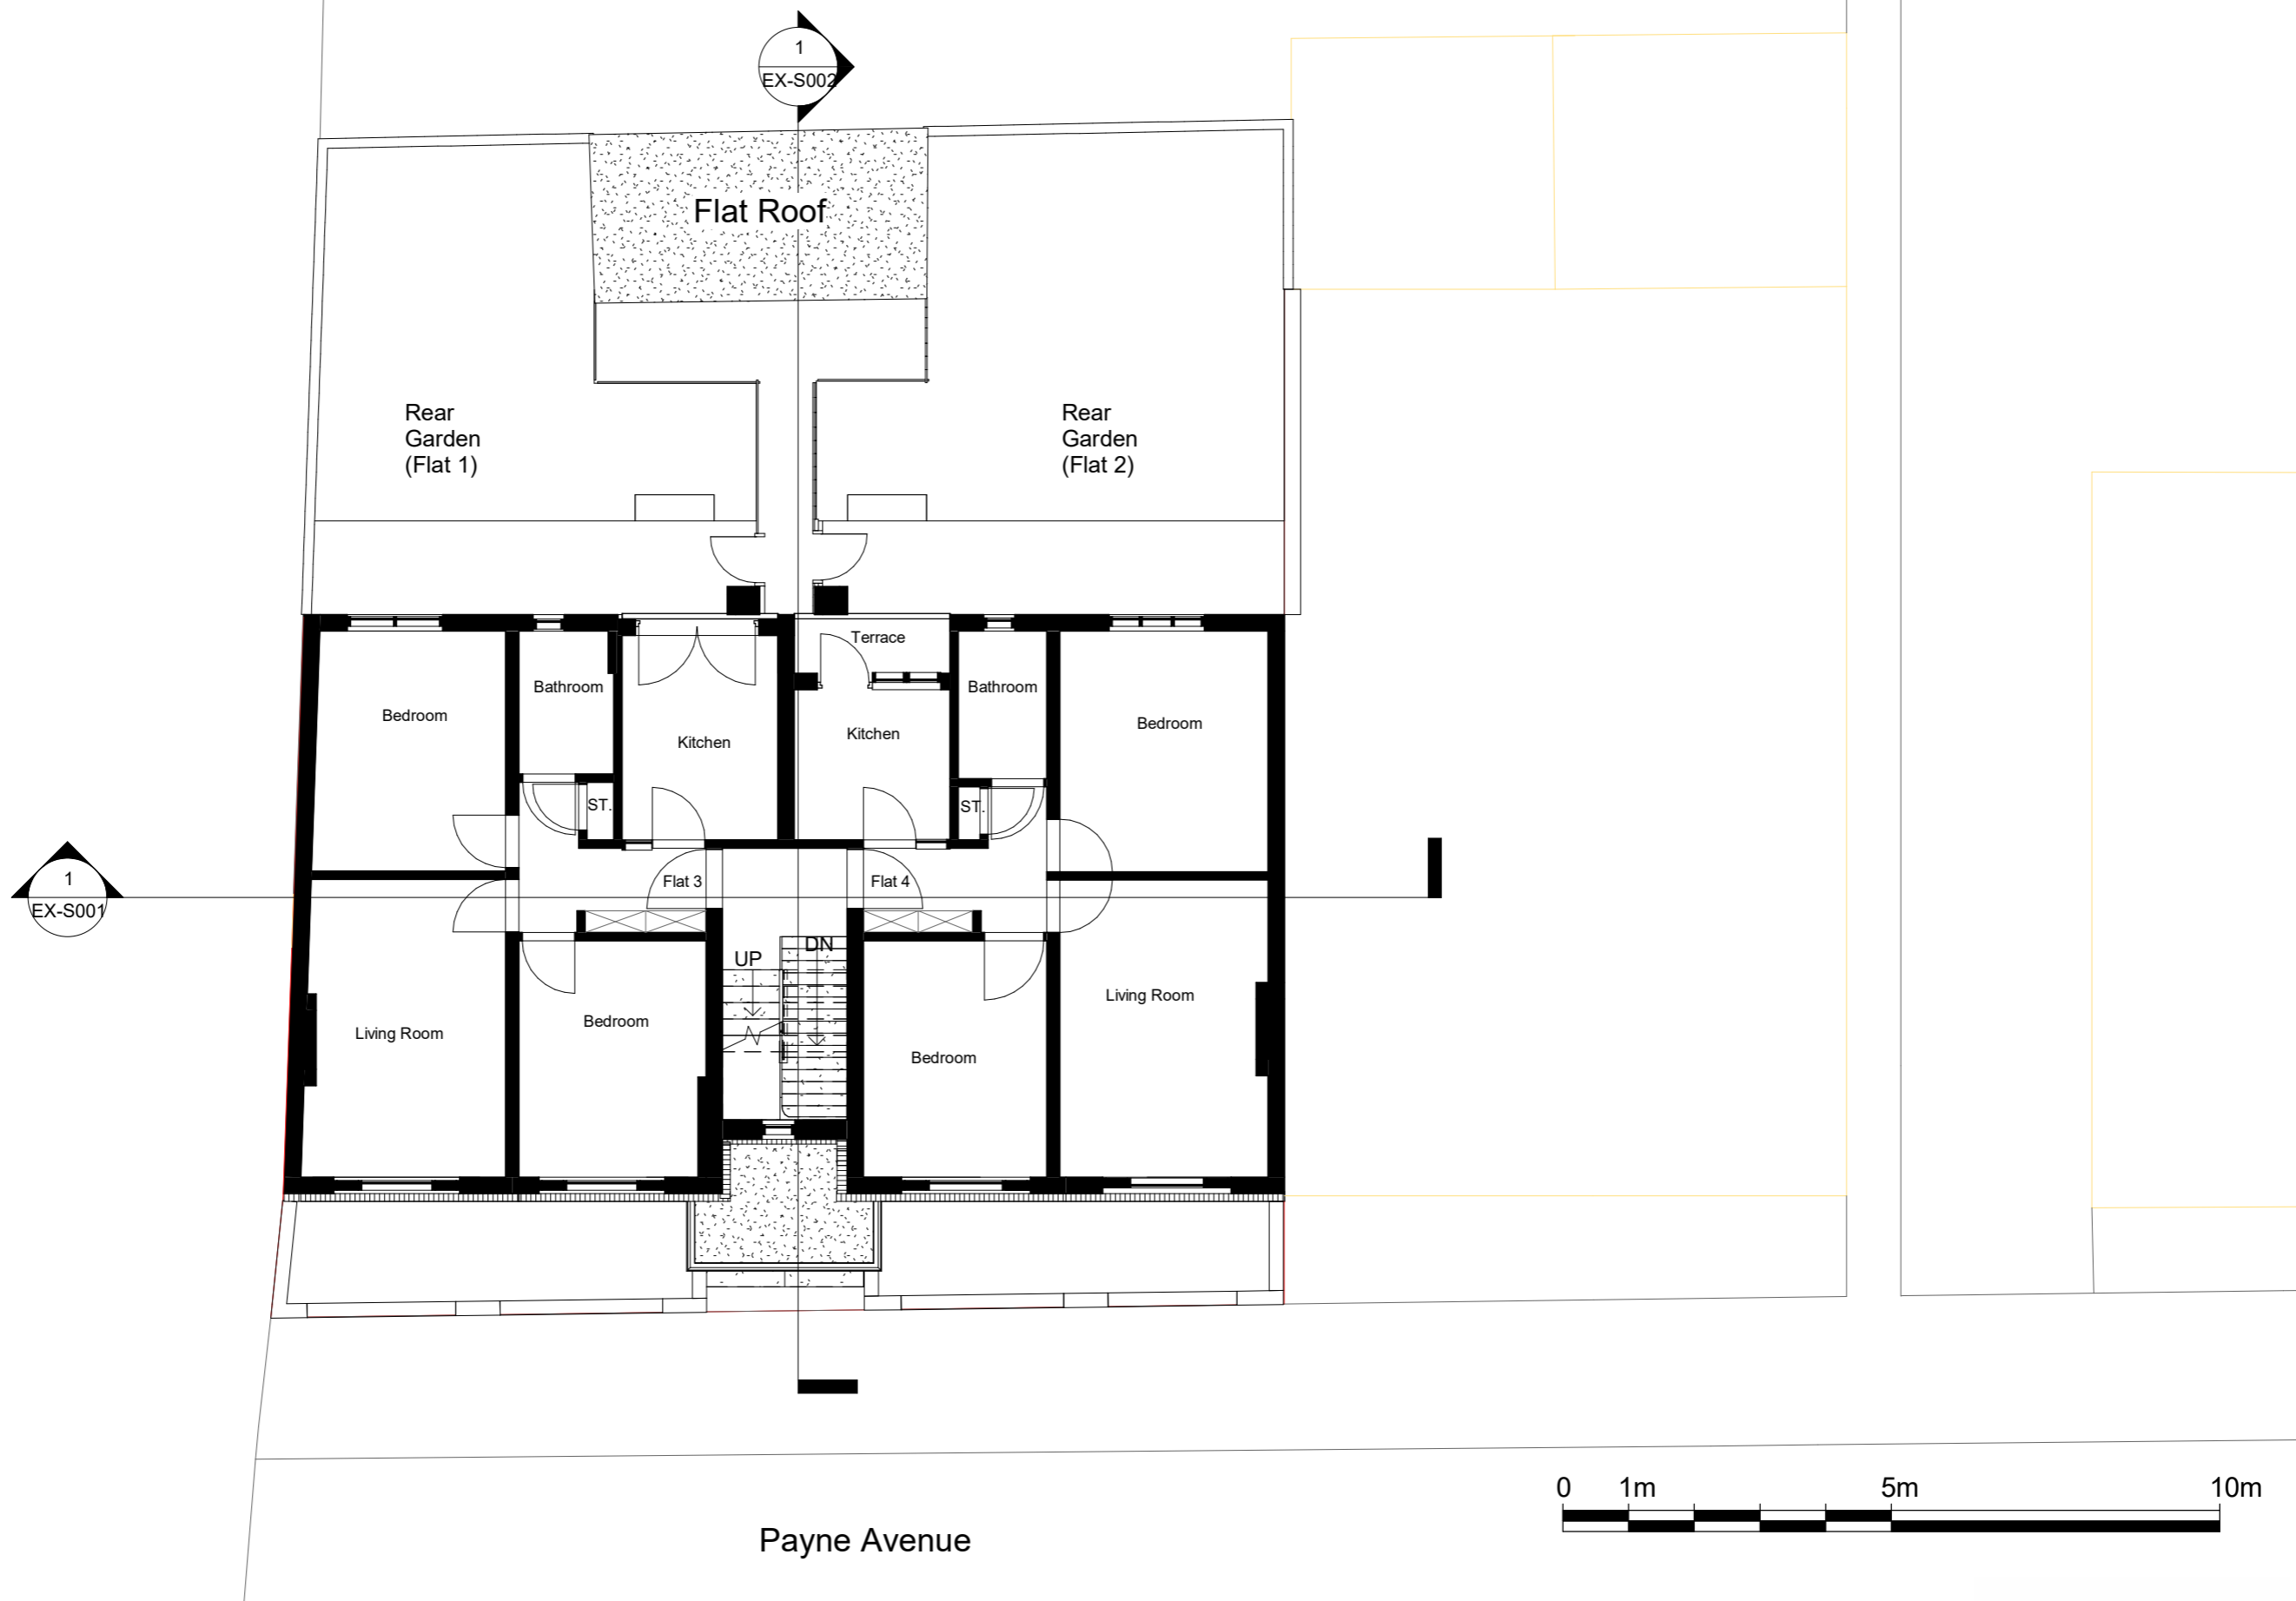 1
EX-S002
Flat Roof
Rear
Garden
(Flat 1)
Rear
Garden
(Flat 2)
Terrace
Bathroom
Bathroom
Bedroom
Bedroom
Kitchen
Kitchen
ST.
ST.
1
EX-S001
Flat 3
Flat 4
UP
DN
Living Room
Living Room
Bedroom
Bedroom
0 1m 5m 10m
Payne Avenue